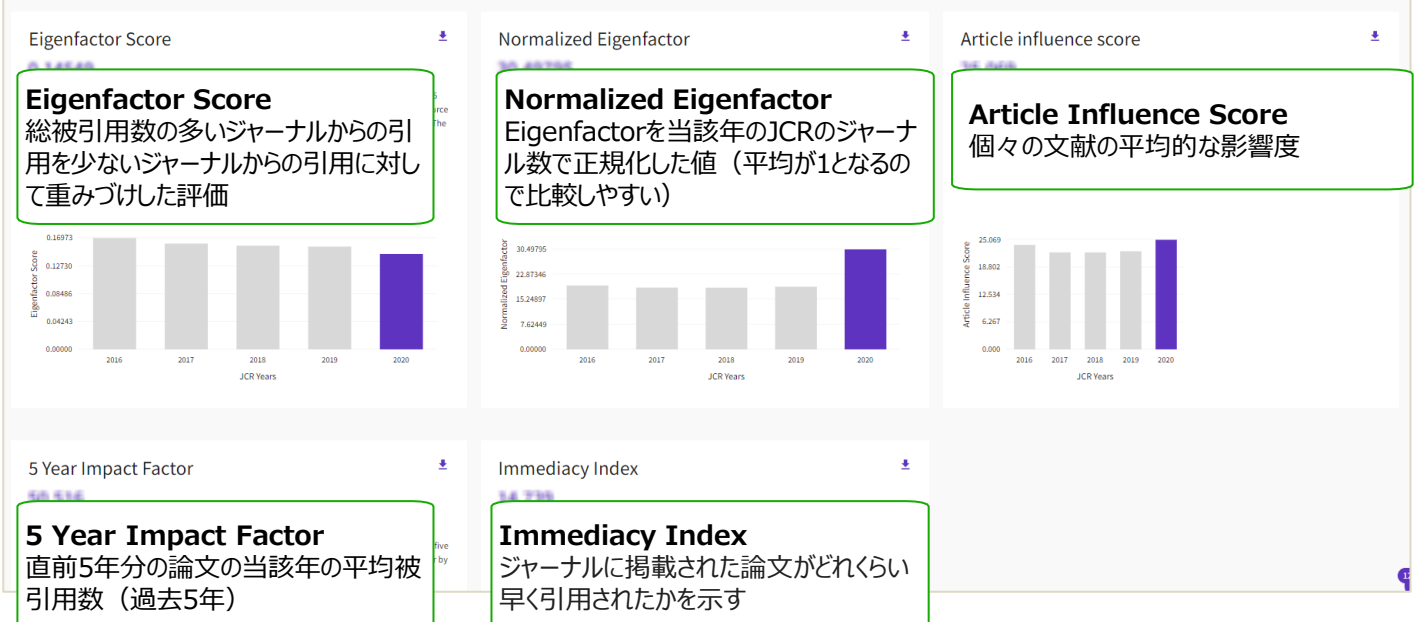 Eigenfactor Score
Eigenfactor Score
総被引用数の多いジャーナルからの引
用を少ないジャーナルからの引用に対し
て重みづけした評価
0.16973
0.12730
0.08486
0.04243
0.00000
Eigenfactor Score
2016 2017 2018 2019 2020
JCR Years
Normalized Eigenfactor
Normalized Eigenfactor
Eigenfactorを当該年のJCRのジャーナ
ル数で正規化した値（平均が1となるの
で比較しやすい）
30.49795
22.87346
15.24897
7.62449
0.00000
Normalized Eigenfactor
2016 2017 2018 2019 2020
JCR Years
Article influence score
Article Influence Score
個々の文献の平均的な影響度
25.069
18.802
12.534
6.267
0.000
Article Influence Score
2016 2017 2018 2019 2020
JCR Years
5 Year Impact Factor
5 Year Impact Factor
直前5年分の論文の当該年の平均被
引用数（過去5年）
Immediacy Index
Immediacy Index
ジャーナルに掲載された論文がどれくらい
早く引用されたかを示す